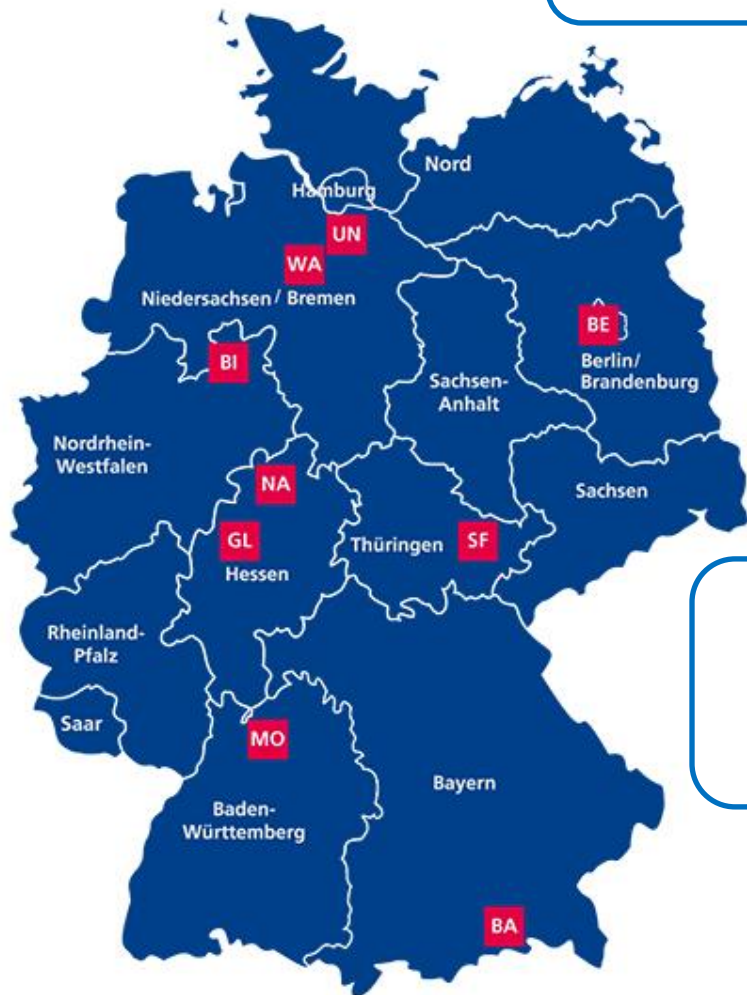 Nord
Hamburg
UN
WA
Niedersachsen / Bremen
BE
Berlin/
Brandenburg
BI
Sachsen-
Anhalt
Nordrhein-
Westfalen
NA
Sachsen
GL
Hessen
Thüringen
SF
Rheinland-
Pfalz
Saar
MO
Bayern
Baden-
Württemberg
BA